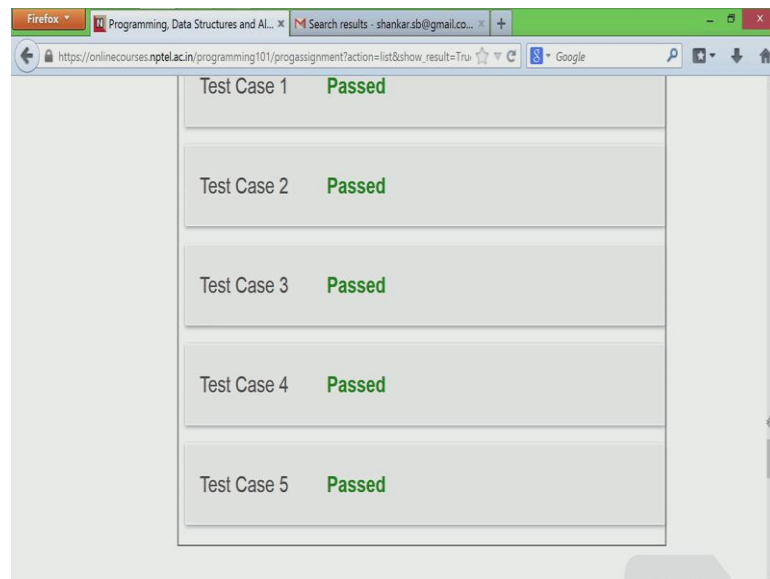 Firefox
Programming, Data Structures and Al... × Search results - shankar.sb@gmail.co... × +
https://onlinecourses.nptel.ac.in/programming101/progassignment?action=list&show_result=Tru Google
Test Case 1 Passed
Test Case 2 Passed
Test Case 3 Passed
Test Case 4 Passed
Test Case 5 Passed